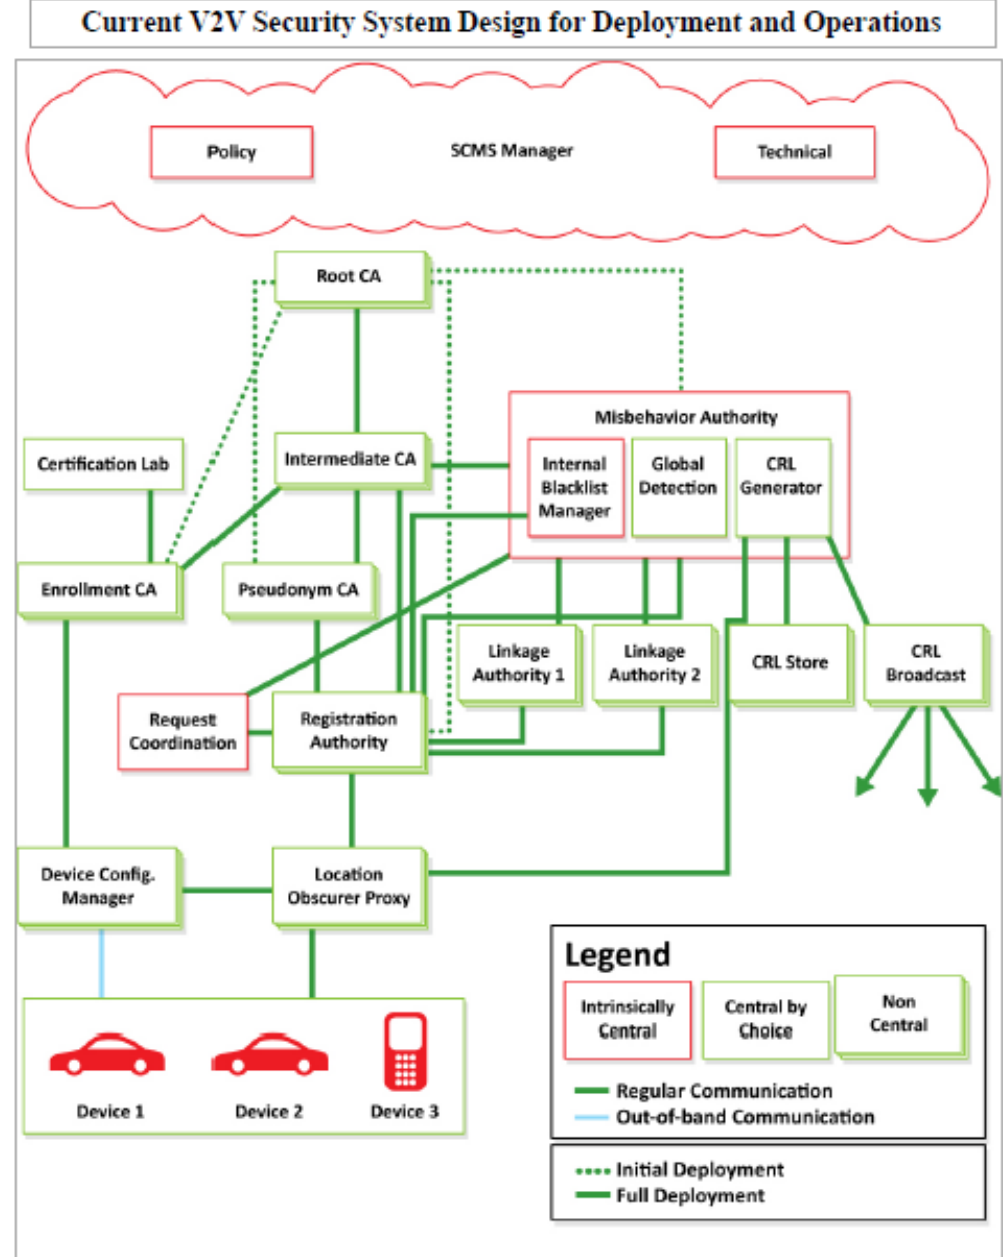 Current V2V Security System Design for Deployment and Operations
Policy
SCMS Manager
Technical
Root CA
Misbehavior Authority
Certification Lab
Intermediate CA
Internal
Blacklist
Manager
Global
Detection
CRL
Generator
Enrollment CA
Pseudonym CA
Linkage
Authority 1
Linkage
Authority 2
CRL Store
CRL
Broadcast
Request
Coordination
Registration
Authority
Device Config.
Manager
Location
Obscurer Proxy
Device 1
Device 2
Device 3
Legend
Intrinsically
Central
Central by
Choice
Non
Central
Regular Communication
Out-of-band Communication
Initial Deployment
Full Deployment